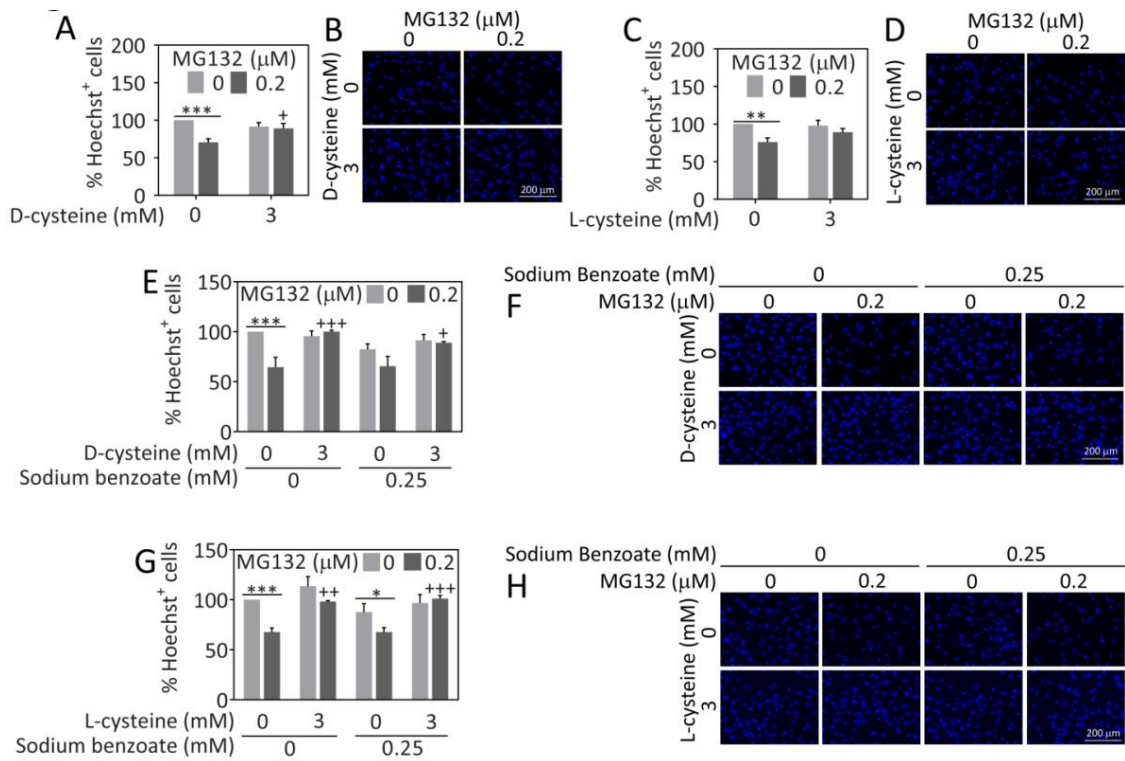 A
200
150
100
50
0
% Hoechst+ cells
MG132 (μM)
0 0.2
***
+
D-cysteine (mM) 0 3
B
MG132 (μM)
0 0.2
D-cysteine (mM)
0
3
200 μm
C
200
150
100
50
0
% Hoechst+ cells
MG132 (μM)
0 0.2
**
L-cysteine (mM) 0 3
D
MG132 (μM)
0 0.2
L-cysteine (mM)
0
3
200 μm
E
150
100
50
0
% Hoechst+ cells
MG132 (μM) 0 0.2
*** +++ +
D-cysteine (mM) 0 3 0 3
Sodium benzoate (mM) 0 0.25
F
Sodium Benzoate (mM) 0 0.25
MG132 (μM) 0 0.2 0 0.2
D-cysteine (mM)
0
3
200 μm
G
150
100
50
0
% Hoechst+ cells
MG132 (μM) 0 0.2
*** ++ * +++
L-cysteine (mM) 0 3 0 3
Sodium benzoate (mM) 0 0.25
H
Sodium Benzoate (mM) 0 0.25
MG132 (μM) 0 0.2 0 0.2
L-cysteine (mM)
0
3
200 μm